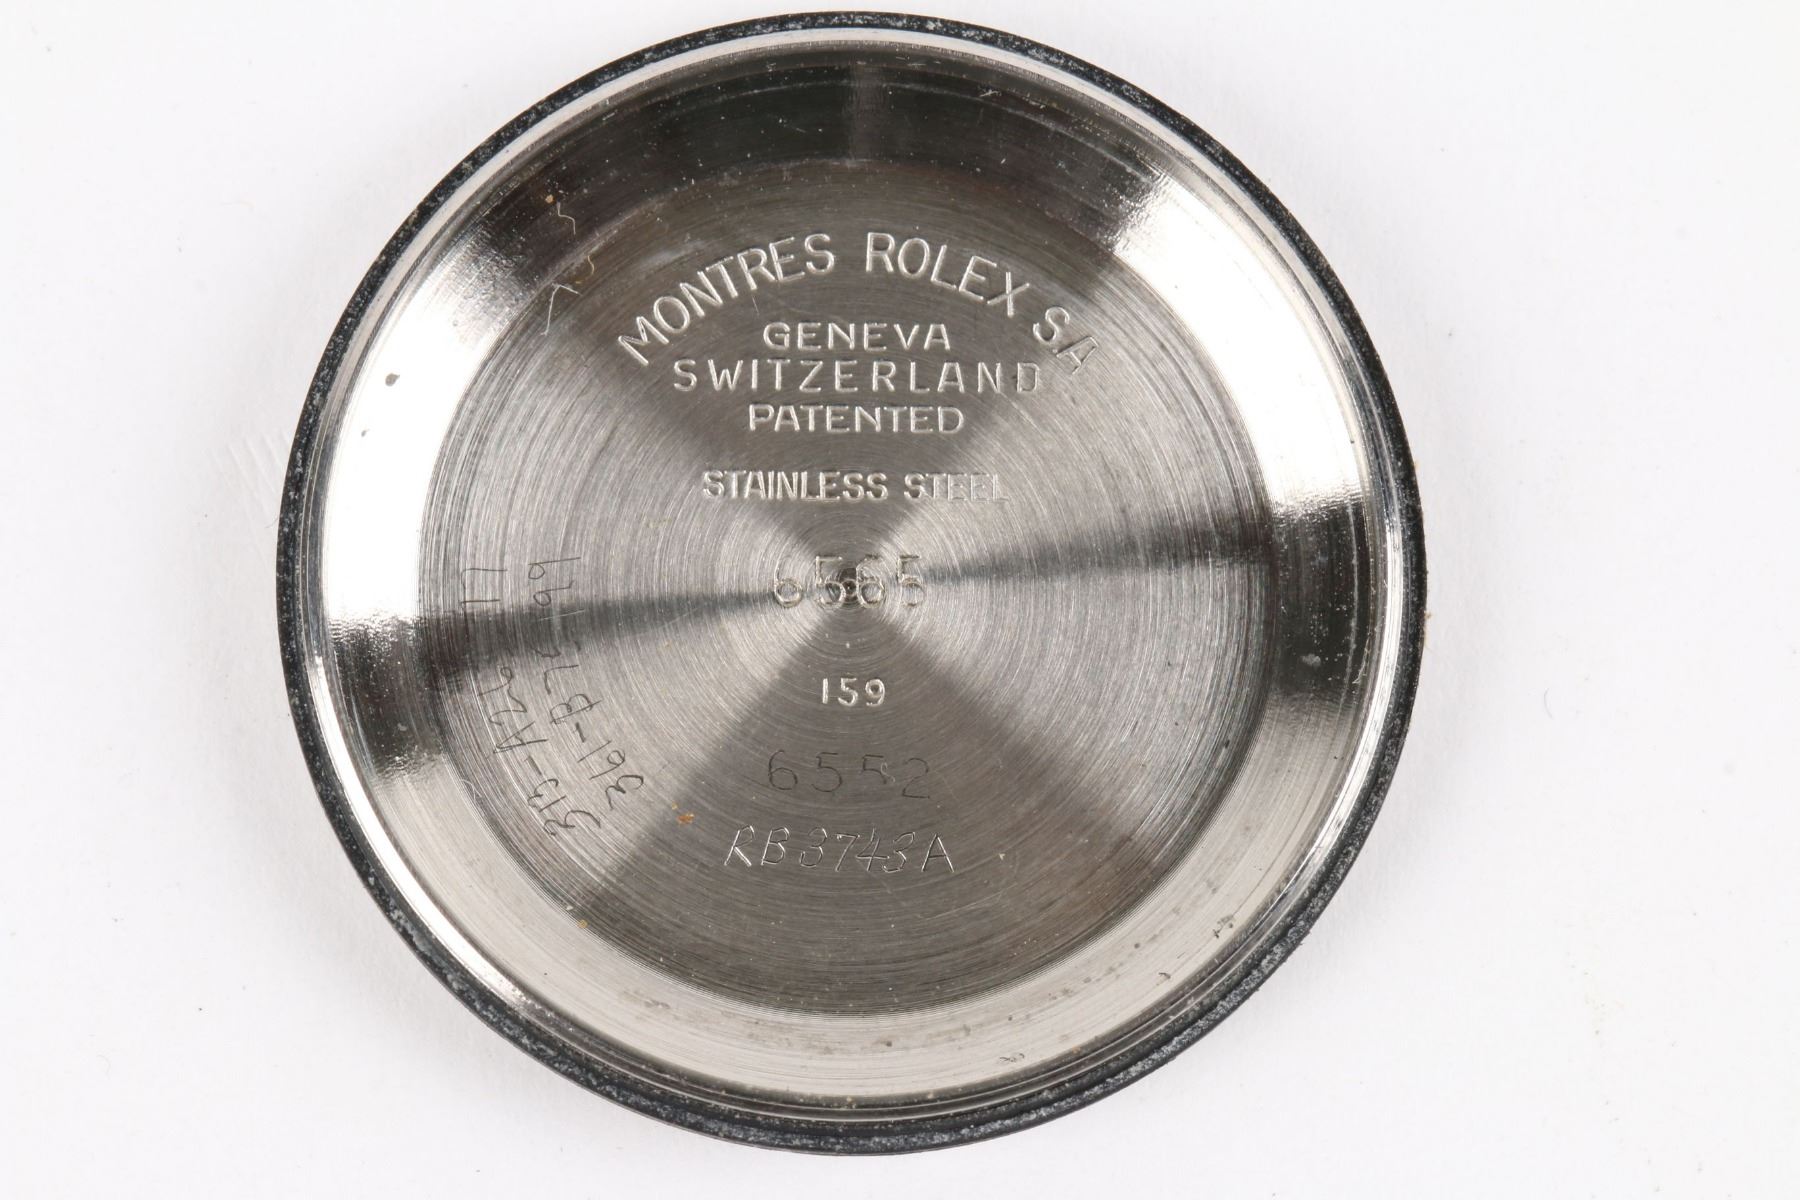 MONTRES ROLEX S.A
GENEVA
SWITZERLAND
PATENTED
STAINLESS STEEL
6565
159
6552
RB3743A